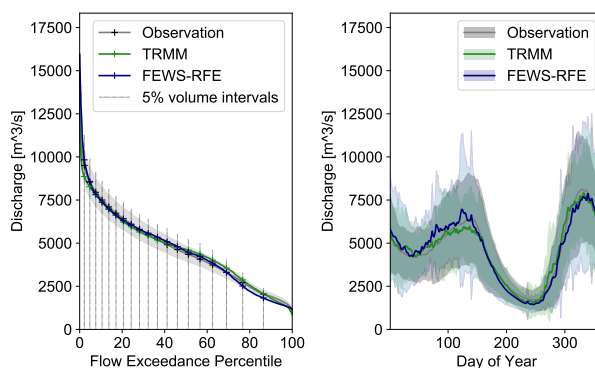 17500
15000
12500
10000
7500
5000
2500
0
Discharge [m^3/s]
0 20 40 60 80 100
Flow Exceedance Percentile
Observation
TRMM
FEWS-RFE
5% volume intervals
17500
15000
12500
10000
7500
5000
2500
0
Discharge [m^3/s]
100 200 300
Day of Year
Observation
TRMM
FEWS-RFE